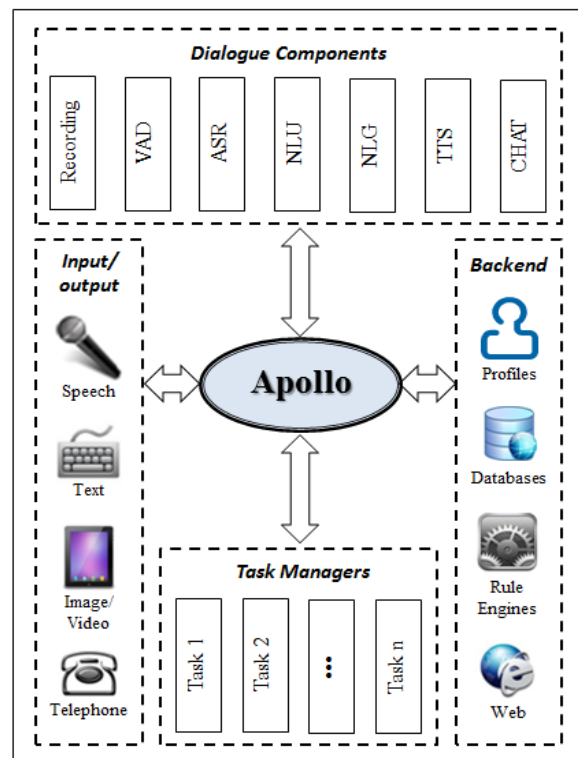 Dialogue Components
Recording
VAD
ASR
NLU
NLG
TTS
CHAT
Input/
output
Speech
Text
Image/
Video
Telephone
Apollo
Backend
Profiles
Databases
Rule
Engines
Web
Task Managers
Task 1
Task 2
...
Task n